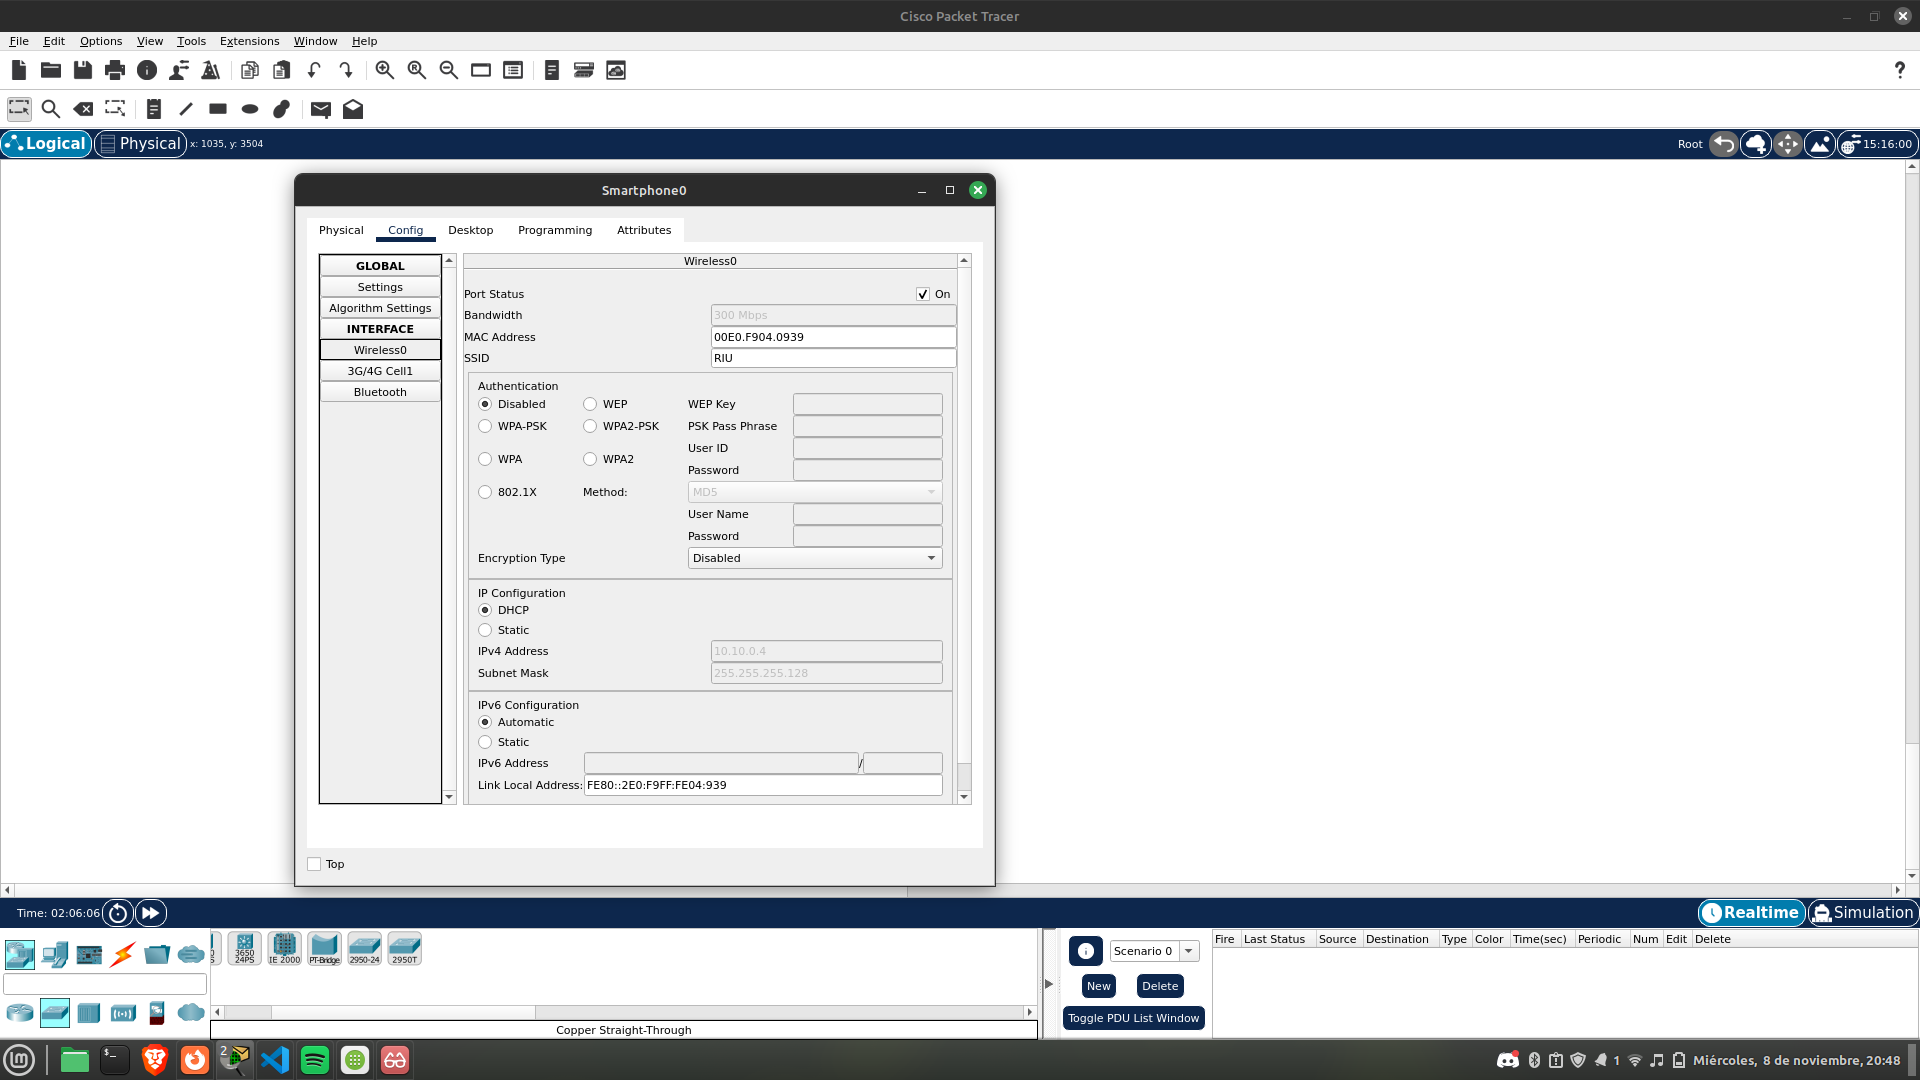 Cisco Packet Tracer
File Edit Options View Tools Extensions Window Help
Logical Physical x: 1035, y: 3504 Root 15:16:00
Smartphone0
Physical Config Desktop Programming Attributes
GLOBAL
Settings
Algorithm Settings
INTERFACE
Wireless0
3G/4G Cell1
Bluetooth
Wireless0
Port Status On
Bandwidth 300 Mbps
MAC Address 00E0.F904.0939
SSID RIU
Authentication
Disabled WEP WEP Key
WPA-PSK WPA2-PSK PSK Pass Phrase
User ID
WPA WPA2
Password
802.1X Method: MD5
User Name
Password
Encryption Type Disabled
IP Configuration
DHCP
Static
IPv4 Address 10.10.0.4
Subnet Mask 255.255.255.128
IPv6 Configuration
Automatic
Static
IPv6 Address /
Link Local Address: FE80::2E0:F9FF:FE04:939
Top
Time: 02:06:06 Realtime Simulation
3650
24PS IE 2000 PT-Bridge 2950-24 2950T
Copper Straight-Through
Scenario 0
New Delete
Toggle PDU List Window
Fire Last Status Source Destination Type Color Time(sec) Periodic Num Edit Delete
2
1 Miércoles, 8 de noviembre, 20:48